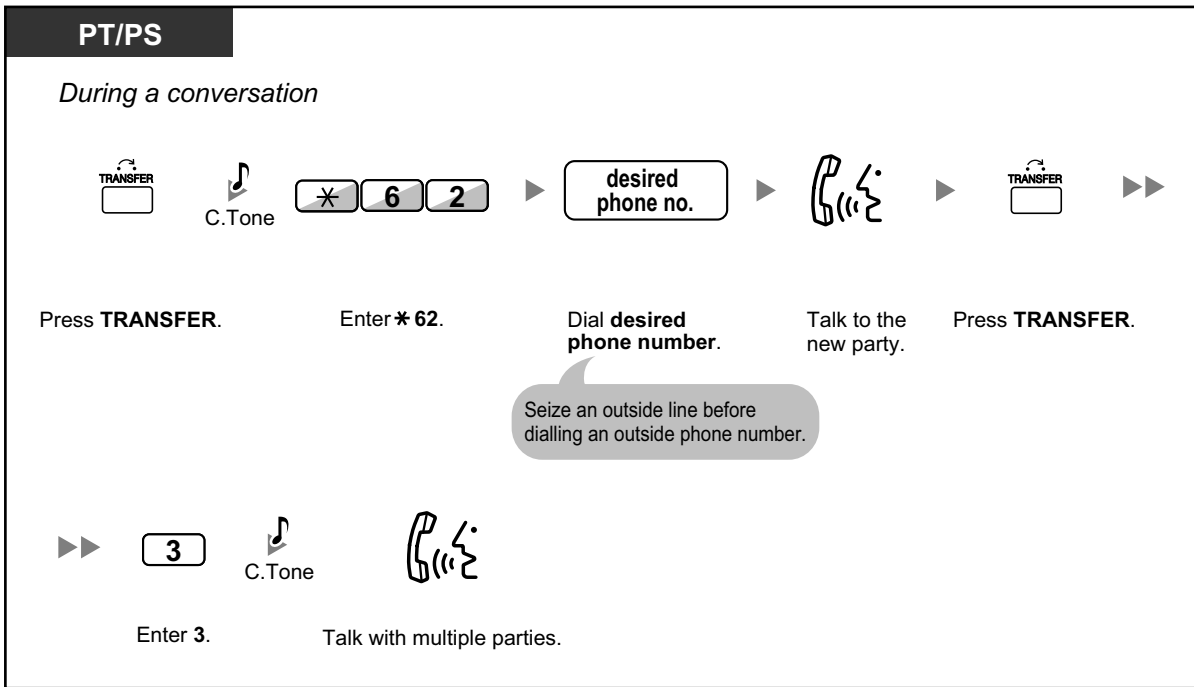 PT/PS
During a conversation
TRANSFER
C.Tone
* 6 2
desired
phone no.
TRANSFER
Press TRANSFER.
Enter * 62.
Dial desired
phone number.
Talk to the
new party.
Press TRANSFER.
Seize an outside line before
dialling an outside phone number.
3
C.Tone
Enter 3.
Talk with multiple parties.